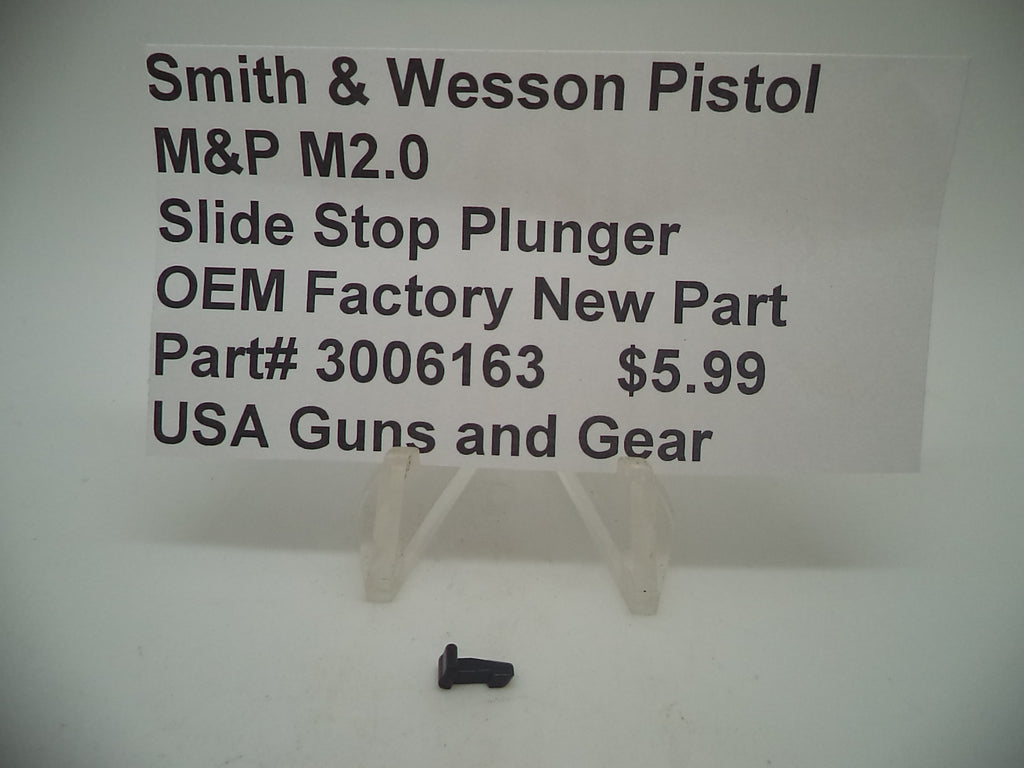 Smith & Wesson Pistol
M&P M2.0
Slide Stop Plunger
OEM Factory New Part
Part# 3006163 $5.99
USA Guns and Gear